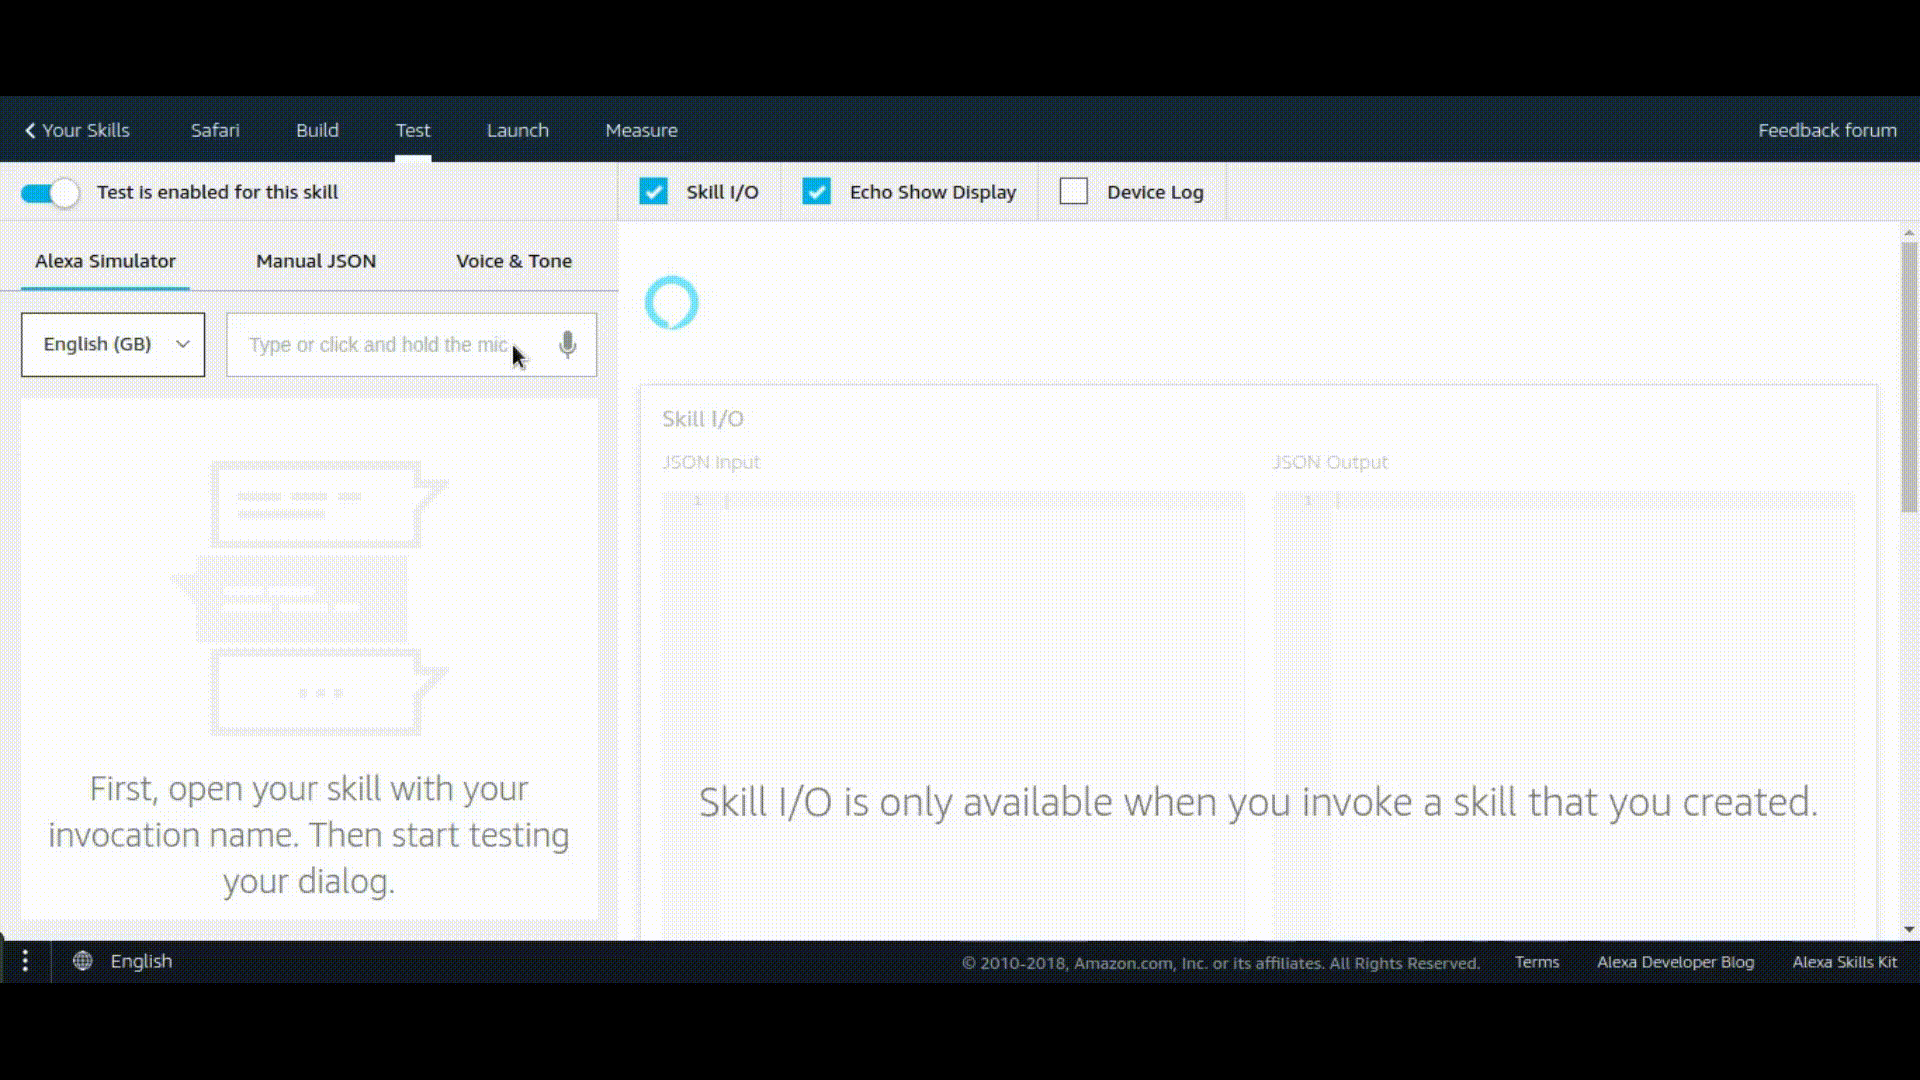 Your Skills Safari Build Test Launch Measure Feedback forum
Test is enabled for this skill Skill I/O Echo Show Display Device Log
Alexa Simulator Manual JSON Voice & Tone
English (GB) Type or click and hold the mic
Skill I/O
JSON Input JSON Output
1 1
First, open your skill with your
invocation name. Then start testing
your dialog.
Skill I/O is only available when you invoke a skill that you created.
English © 2010-2018, Amazon.com, Inc. or its affiliates. All Rights Reserved. Terms Alexa Developer Blog Alexa Skills Kit